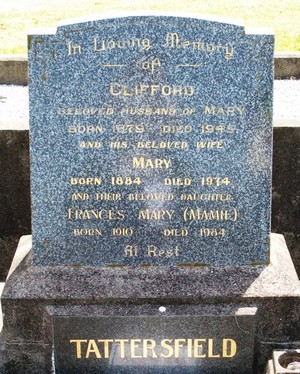 In Loving Memory
of
CLIFFORD
BELOVED HUSBAND OF MARY
BORN 1879 DIED 1945
AND HIS BELOVED WIFE
MARY
BORN 1884 DIED 1974
AND THEIR BELOVED DAUGHTER
FRANCES MARY (MAMIE)
BORN 1910 DIED 1984
At Rest
TATTERSFIELD